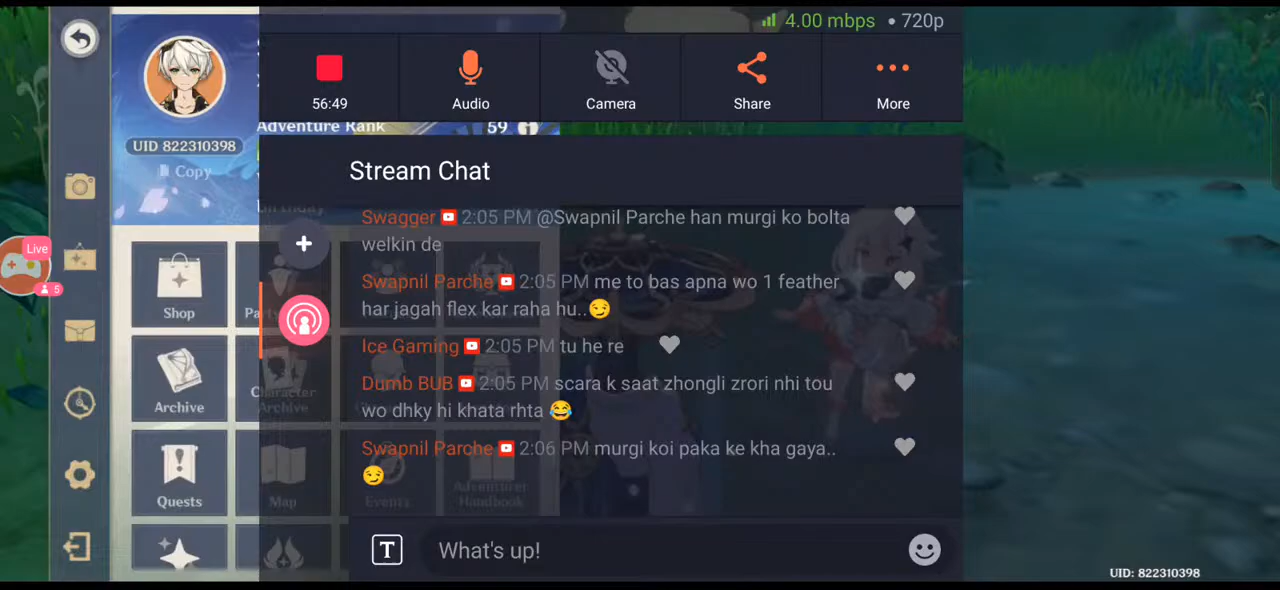 4.00 mbps • 720p
56:49
Audio
Camera
Share
More
Adventure Rank 59
UID 822310398
Copy
Stream Chat
Birthday
Swagger 2:05 PM @Swapnil Parche han murgi ko bolta
welkin de
Swapnil Parche 2:05 PM me to bas apna wo 1 feather
har jagah flex kar raha hu..😏
Ice Gaming 2:05 PM tu he re
Dumb BUB 2:05 PM scara k saat zhongli zrori nhi tou
wo dhky hi khata rhta 😂
Swapnil Parche 2:06 PM murgi koi paka ke kha gaya..
😏
Live
5
Shop
Archive
Character
Archive
Quests
Map
Events
Adventurer
Handbook
What's up!
T
UID: 822310398